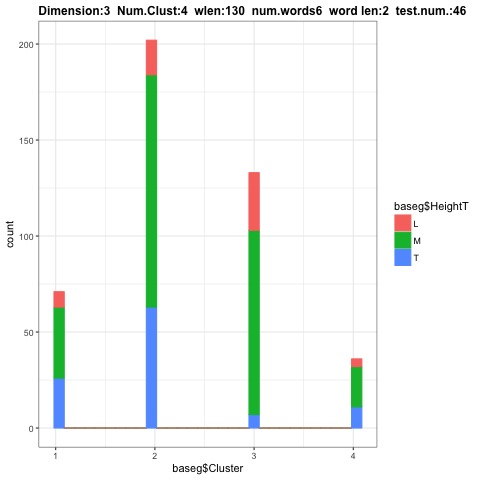 Dimension:3 Num.Clust:4 wlen:130 num.words6 word len:2 test.num.:46
200
150
100
50
0
count
1 2 3 4
baseg$Cluster
baseg$HeightT
L
M
T